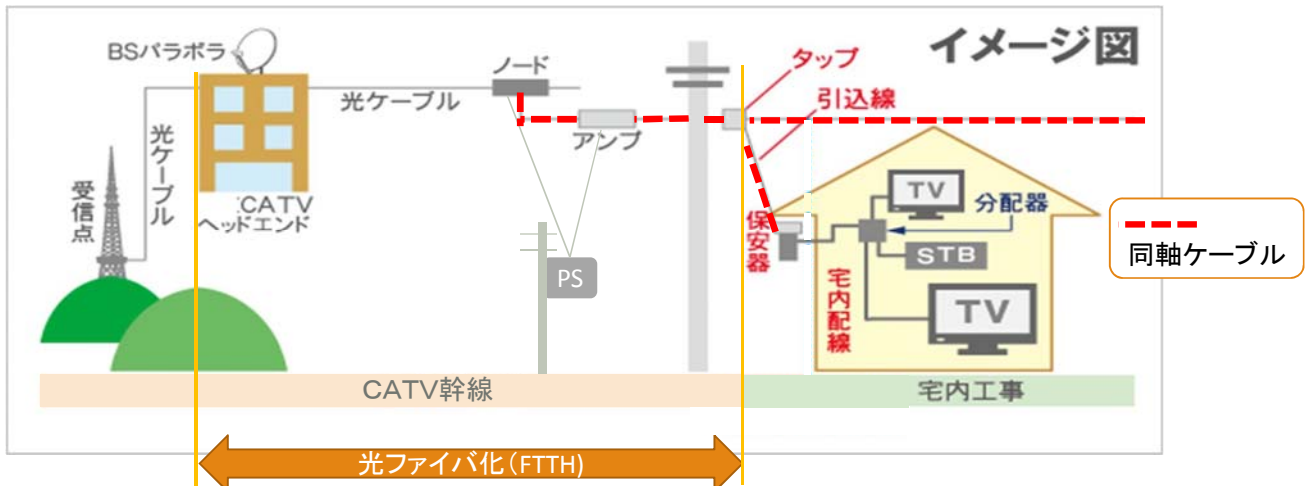 イメージ図
BSパラボラ
ノード
タップ
光ケーブル
引込線
アンプ
光ケーブル
受信点
CATV
ヘッドエンド
TV
分配器
保安器
STB
同軸ケーブル
PS
宅内配線
TV
CATV幹線
宅内工事
光ファイバ化(FTTH)